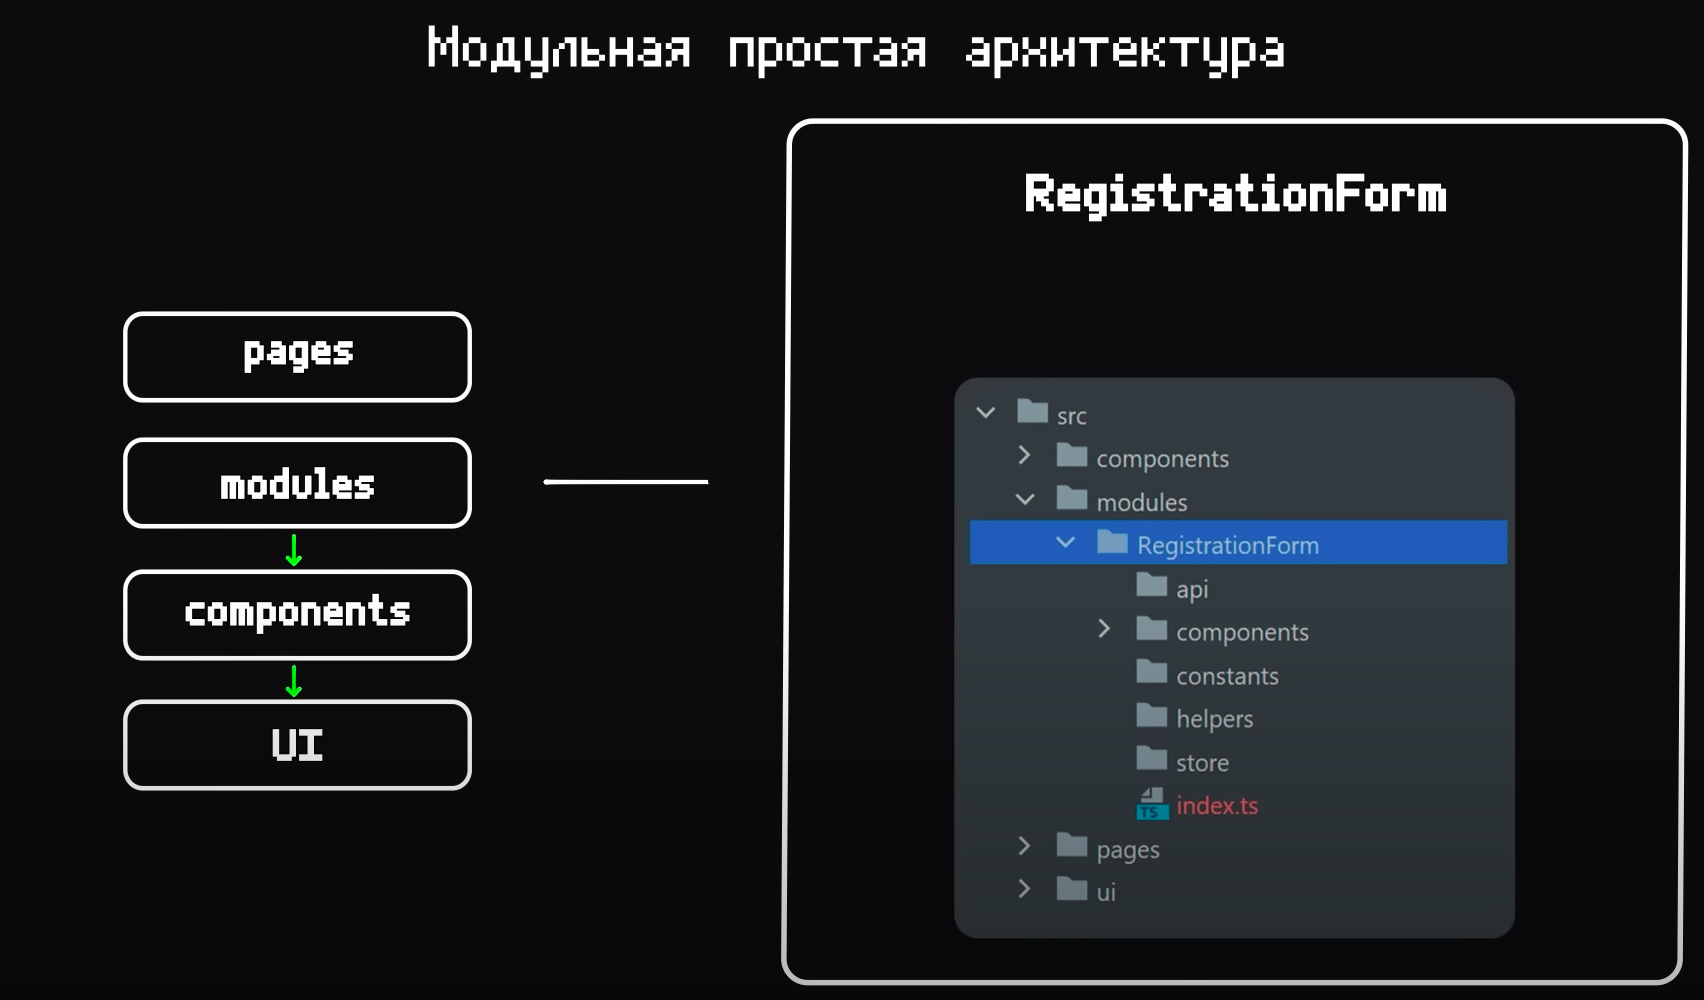 Модульная простая архитектура
RegistrationForm
pages
modules
components
UI
src
components
modules
RegistrationForm
api
components
constants
helpers
store
TS index.ts
pages
ui